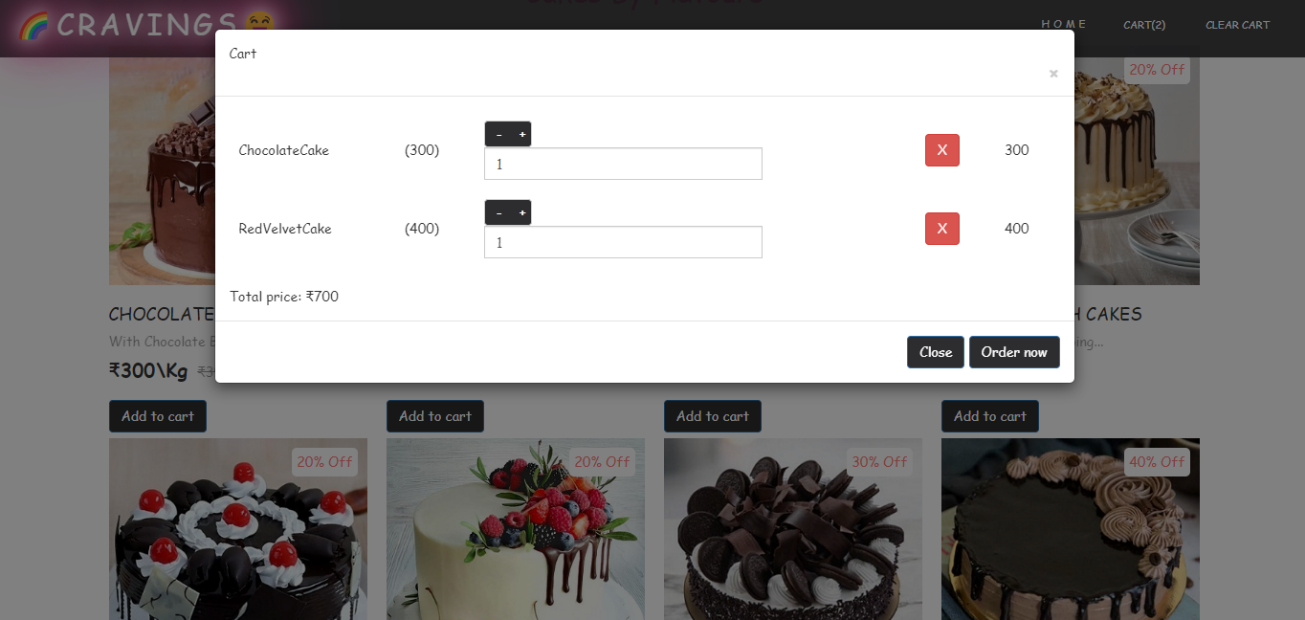 CRAVINGS
HOME
CART(2)
CLEAR CART
Cart
×
20% Off
ChocolateCake (300) - + 1 X 300
RedVelvetCake (400) - + 1 X 400
Total price: ₹700
Close Order now
CHOCOLATE
CAKES
With Chocolate
₹300\Kg
Add to cart
Add to cart
Add to cart
Add to cart
20% Off
20% Off
30% Off
40% Off